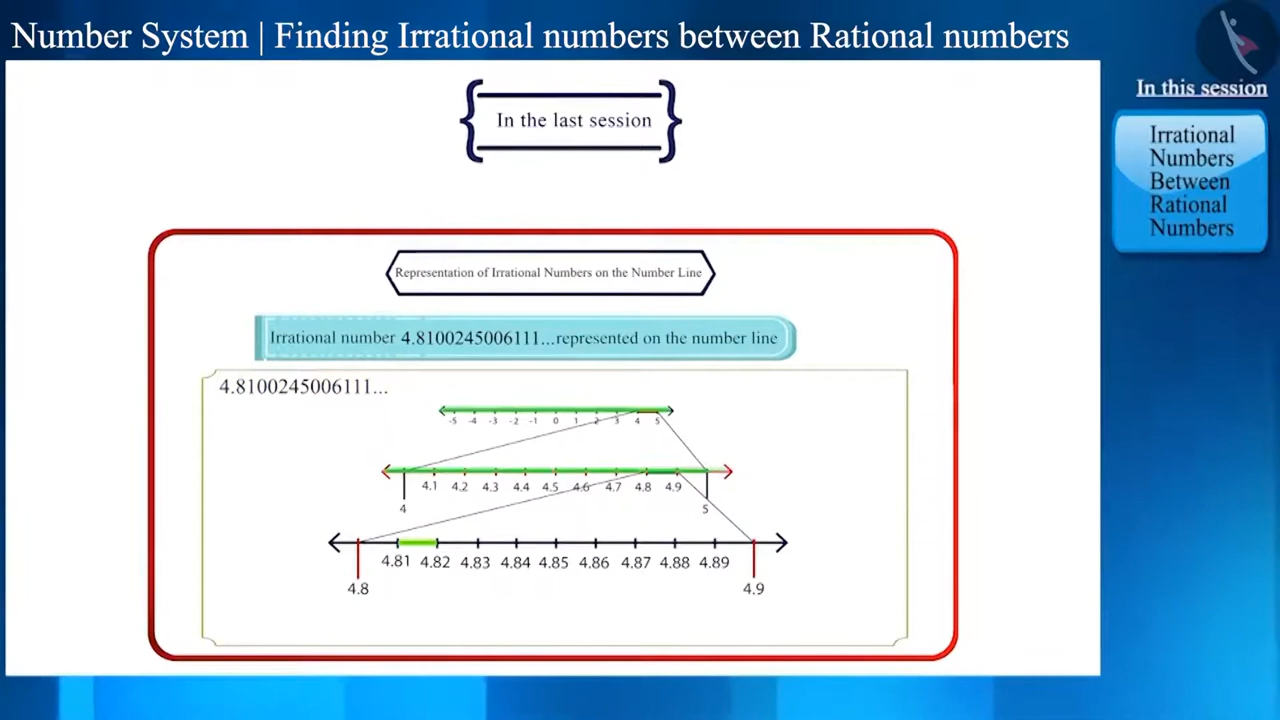 Number System | Finding Irrational numbers between Rational numbers
In this session
Irrational
Numbers
Between
Rational
Numbers
In the last session
Representation of Irrational Numbers on the Number Line
Irrational number 4.8100245006111...represented on the number line
4.8100245006111...
-5 -4 -3 -2 -1 0 1 2 3 4 5
4.1 4.2 4.3 4.4 4.5 4.6 4.7 4.8 4.9
4 5
4.81 4.82 4.83 4.84 4.85 4.86 4.87 4.88 4.89
4.8 4.9